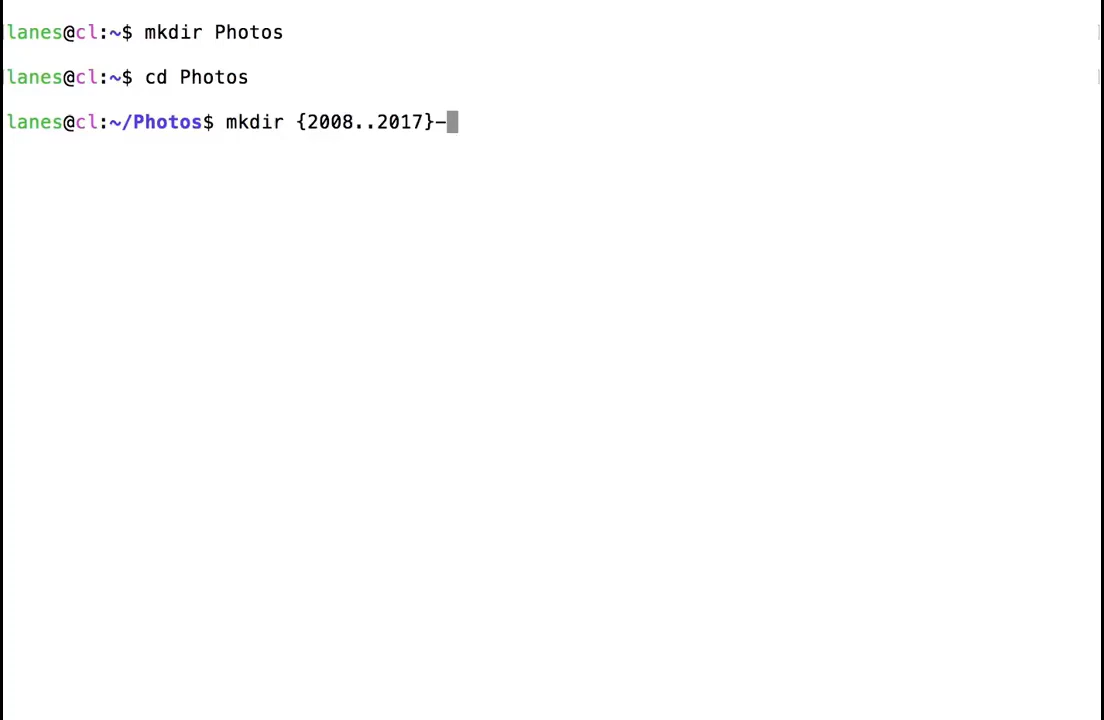 lanes@cl:~$ mkdir Photos
lanes@cl:~$ cd Photos
lanes@cl:~/Photos$ mkdir {2008..2017}-